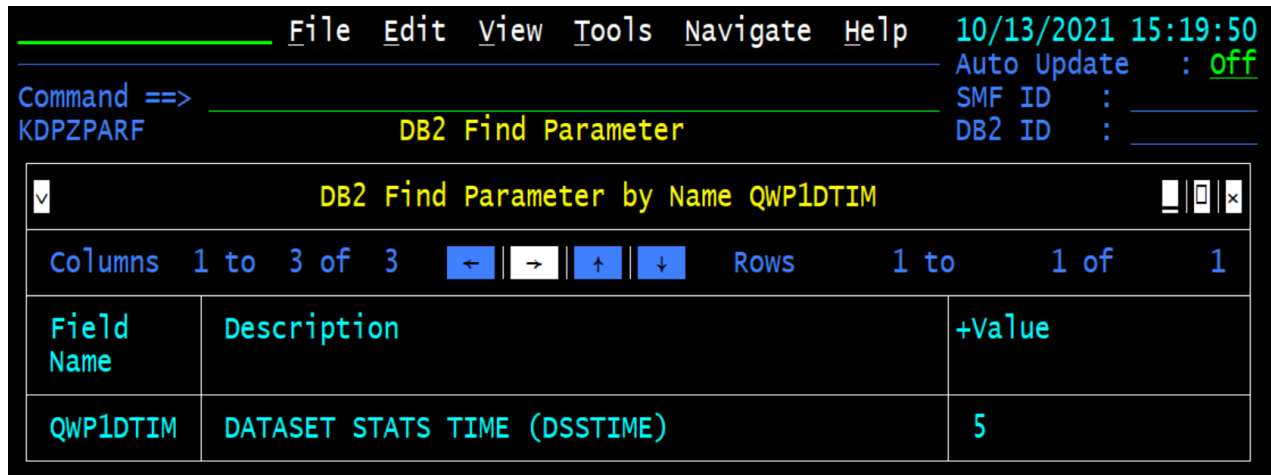 File Edit View Tools Navigate Help 10/13/2021 15:19:50
Auto Update : Off
Command ==> SMF ID :
KDPZPARF DB2 Find Parameter DB2 ID :
DB2 Find Parameter by Name QWP1DTIM
Columns 1 to 3 of 3 ← → ↑ ↓ Rows 1 to 1 of 1
Field Name Description +Value
QWP1DTIM DATASET STATS TIME (DSSTIME) 5